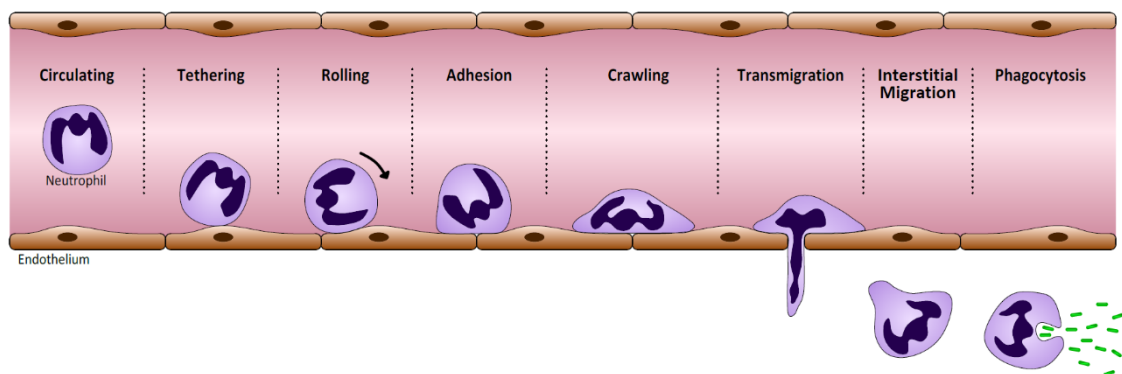 Circulating
Tethering
Rolling
Adhesion
Crawling
Transmigration
Interstitial
Migration
Phagocytosis
Neutrophil
Endothelium